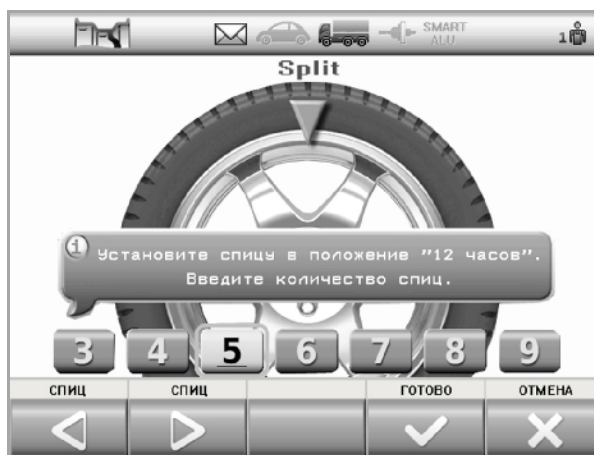 SMART
ALU
1
Split
Установите спицу в положение "12 часов".
Введите количество спиц.
3 4 5 6 7 8 9
СПИЦ СПИЦ ГОТОВО ОТМЕНА